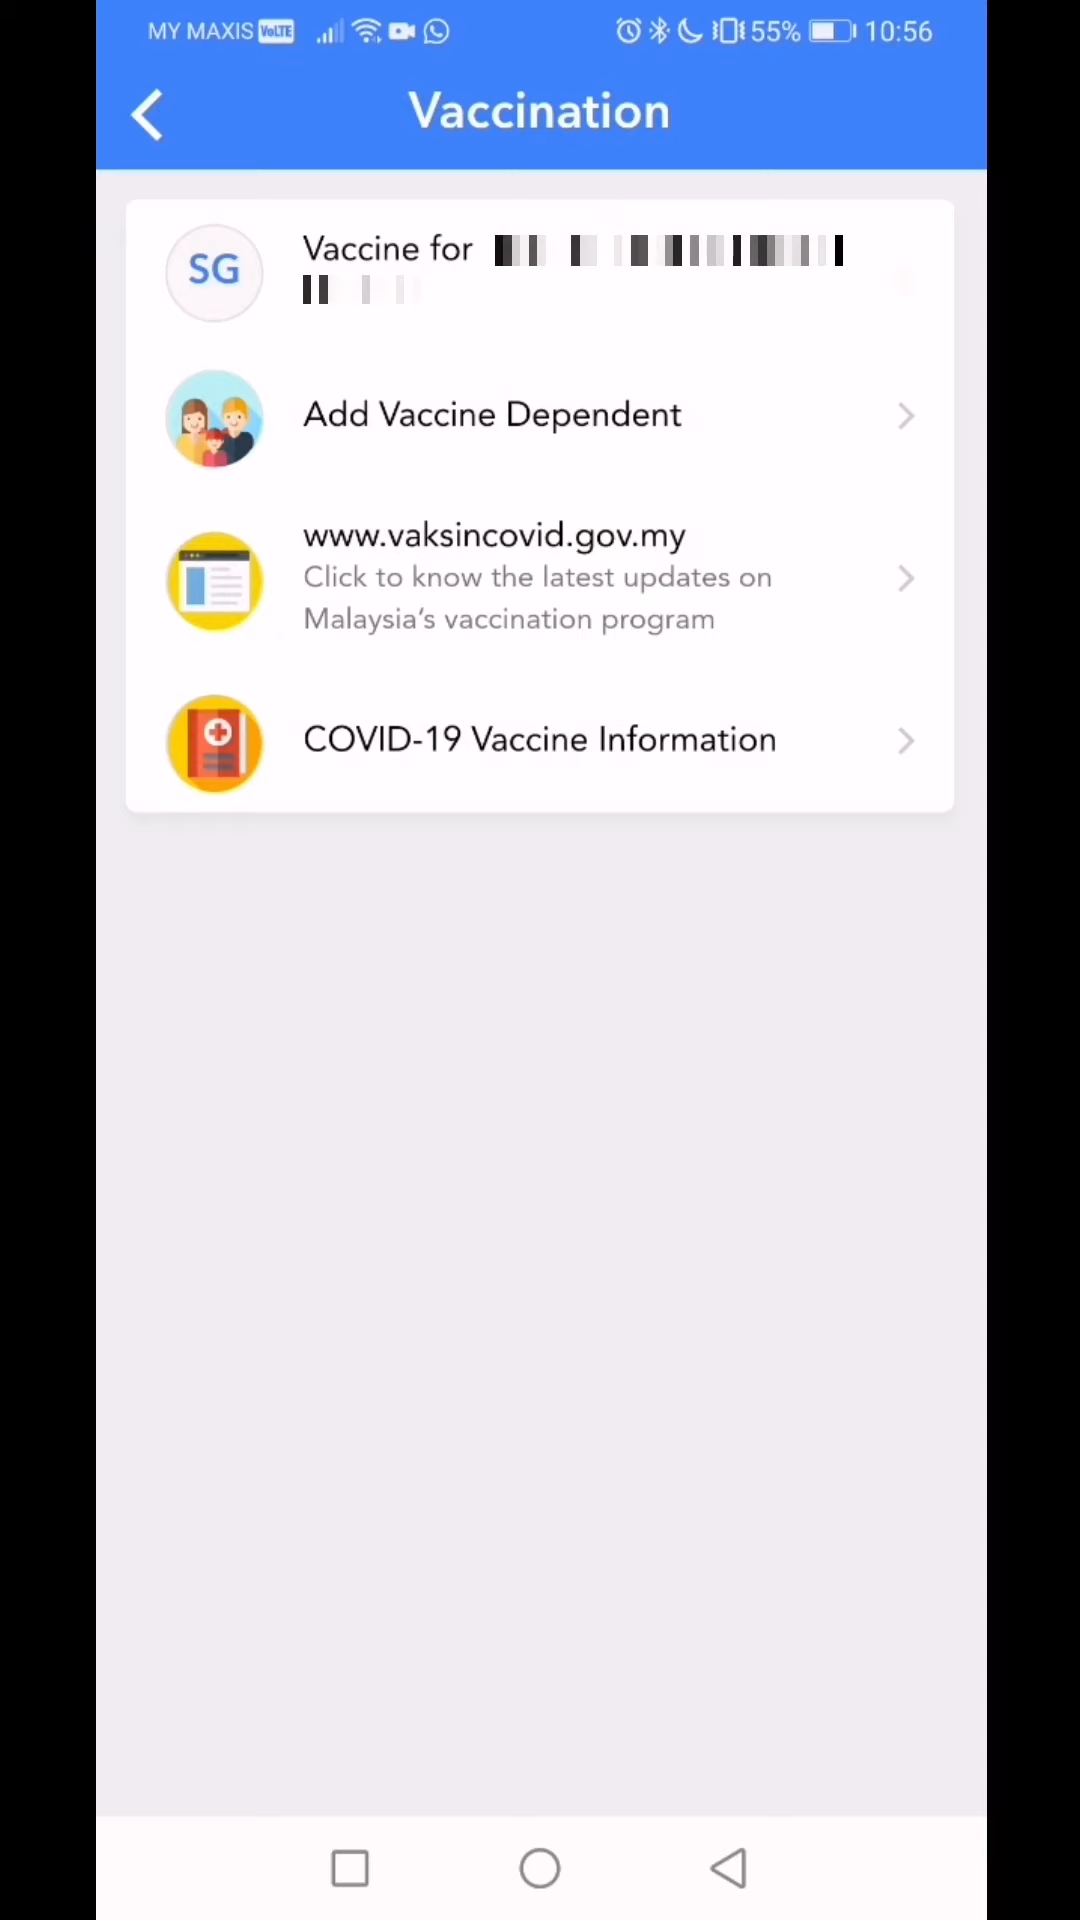 MY MAXIS VoLTE 55% 10:56
Vaccination
SG
Vaccine for
Add Vaccine Dependent
www.vaksincovid.gov.my
Click to know the latest updates on
Malaysia's vaccination program
COVID-19 Vaccine Information